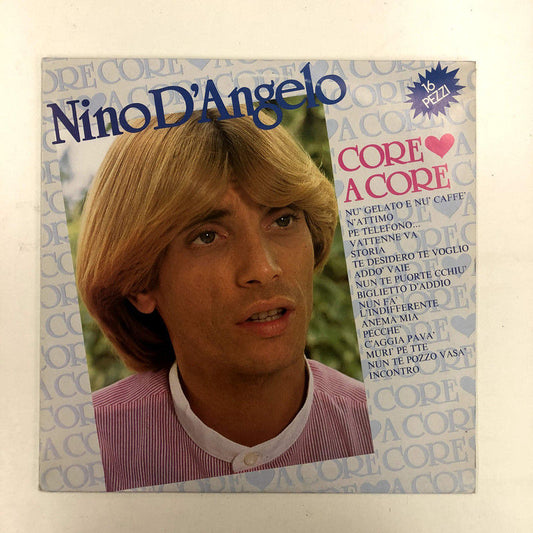 Nino D'Angelo
16
PEZZI
CORE♥
A CORE
NU' GELATO E NU' CAFFE'
N'ATTIMO
PE TELEFONO...
VATTENNE VA
STORIA
TE DESIDERO TE VOGLIO
ADDO' VAIE
NUN TE PUORTE CCHIU'
BIGLIETTO D'ADDIO
NUN FA'
L'INDIFFERENTE
ANEMA MIA
PECCHE'
C'AGGIA PAVA'
MURI' PE TTE
NUN TE POZZO VASA'
INCONTRO